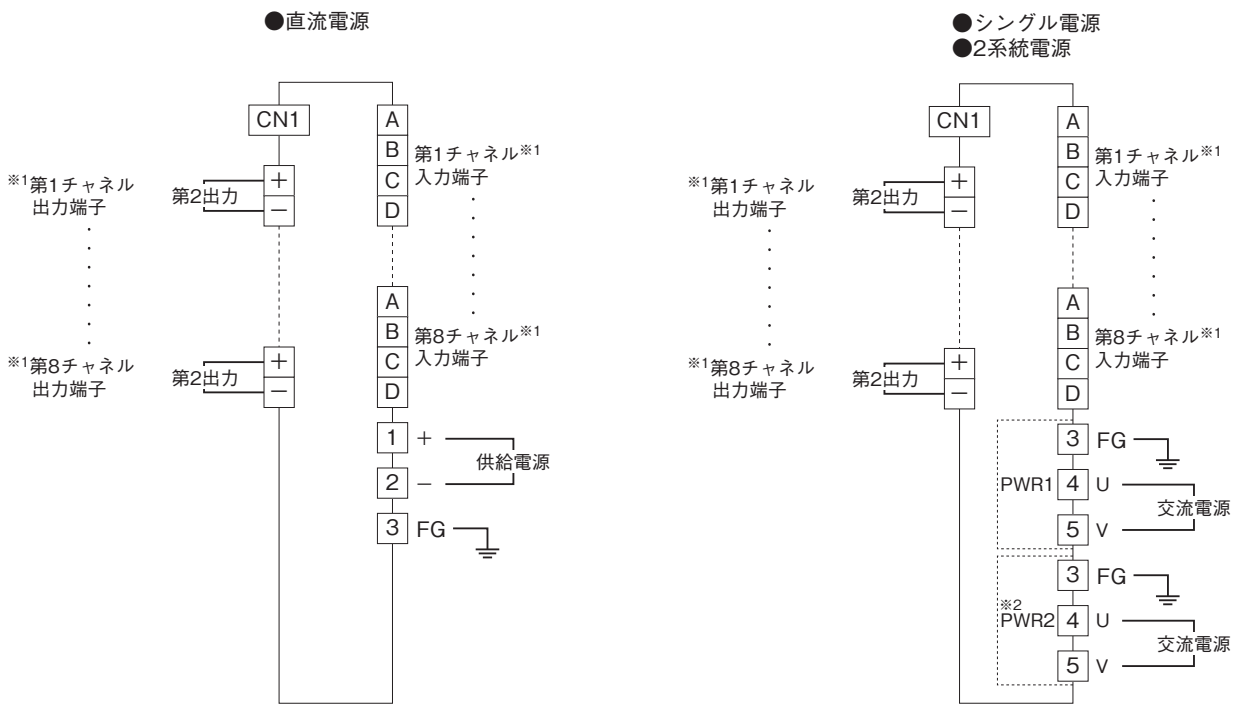 ●直流電源
CN1
A
B
C
D
第1チャネル※1
入力端子
※1第1チャネル
出力端子
第2出力
+
−
A
B
C
D
第8チャネル※1
入力端子
※1第8チャネル
出力端子
第2出力
+
−
1 +
供給電源
2 −
3 FG
●シングル電源
●2系統電源
CN1
A
B
C
D
第1チャネル※1
入力端子
※1第1チャネル
出力端子
第2出力
+
−
A
B
C
D
第8チャネル※1
入力端子
※1第8チャネル
出力端子
第2出力
+
−
3 FG
PWR1 4 U
交流電源
5 V
3 FG
※2
PWR2 4 U
交流電源
5 V